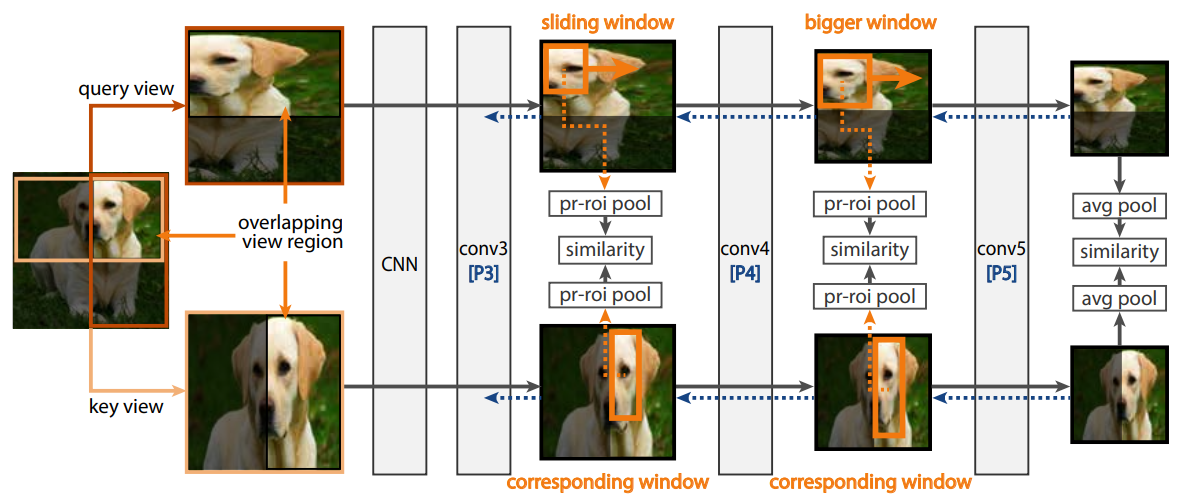 sliding window
bigger window
query view
overlapping
view region
key view
CNN
conv3
[P3]
pr-roi pool
similarity
pr-roi pool
conv4
[P4]
pr-roi pool
similarity
pr-roi pool
conv5
[P5]
avg pool
similarity
avg pool
corresponding window
corresponding window